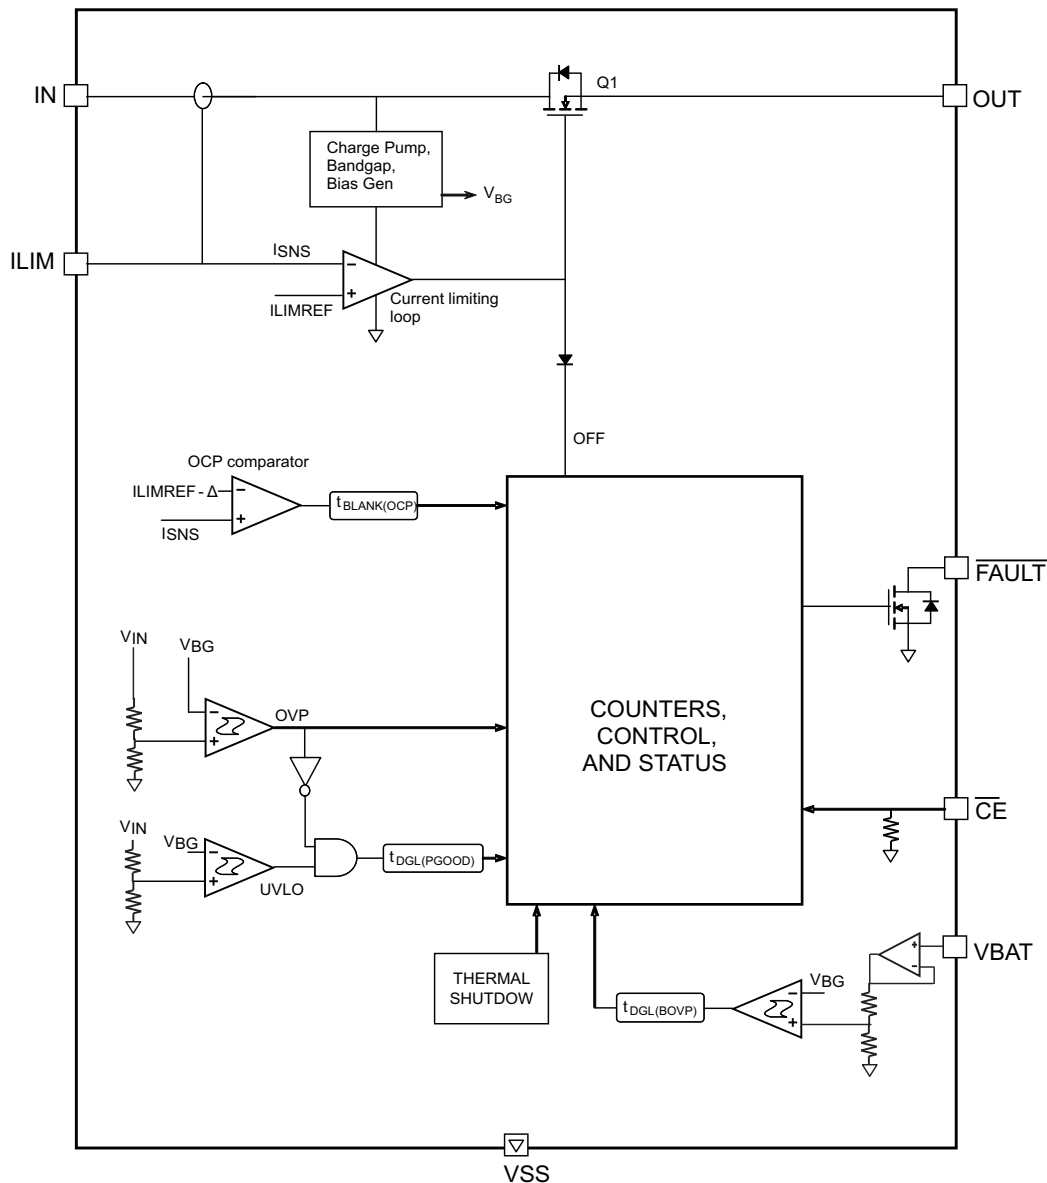 IN
Q1
OUT
Charge Pump,
Bandgap,
Bias Gen
VBG
ILIM
ISNS
−
+
ILIMREF
Current limiting
loop
OFF
OCP comparator
ILIMREF - Δ
−
+
ISNS
tBLANK(OCP)
FAULT
VIN
VBG
−
+
OVP
COUNTERS,
CONTROL,
AND STATUS
CE
VIN
VBG
−
+
UVLO
tDGL(PGOOD)
VBAT
+
−
THERMAL
SHUTDOW
tDGL(BOVP)
VBG
−
+
VSS